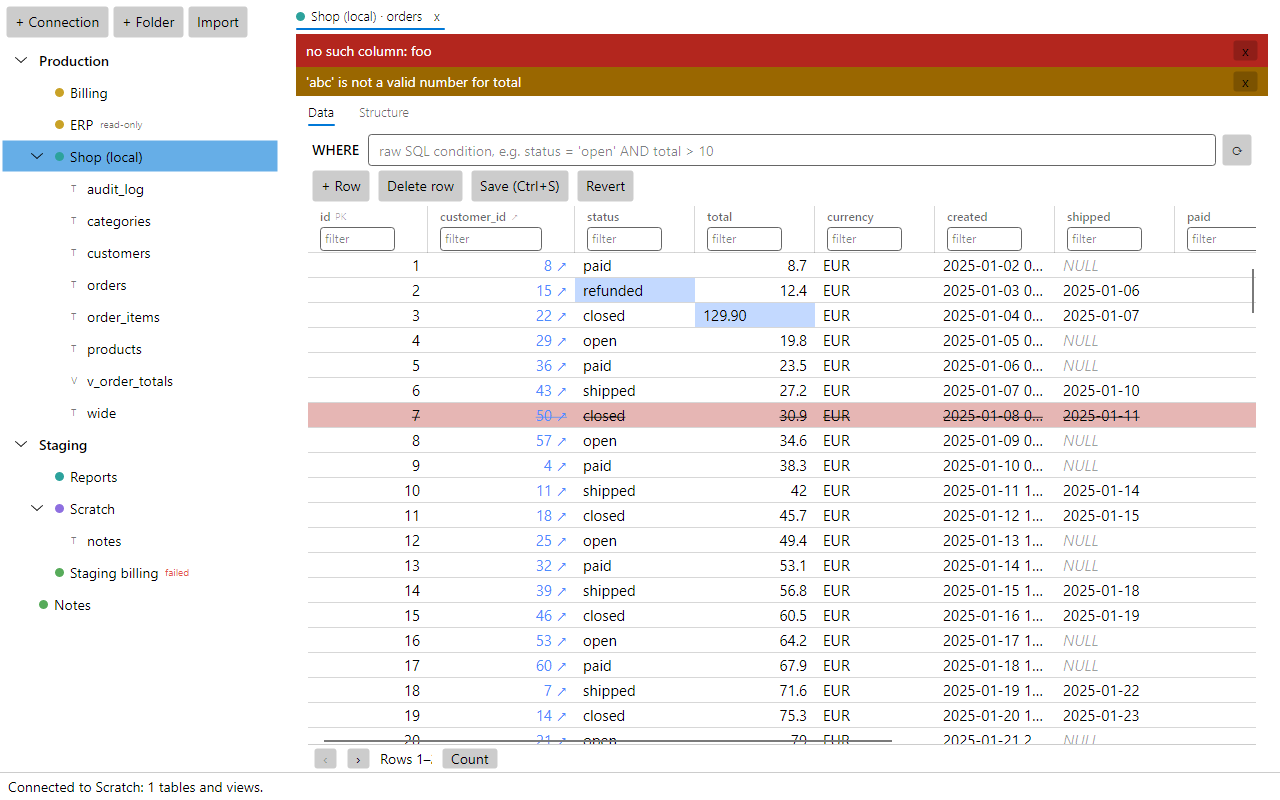 + Connection + Folder Import
Shop (local) · orders x
no such column: foo x
'abc' is not a valid number for total x
Production
Billing
ERP read-only
Shop (local)
T audit_log
T categories
T customers
T orders
T order_items
T products
V v_order_totals
T wide
Staging
Reports
Scratch
T notes
Staging billing failed
Notes
Data Structure
WHERE raw SQL condition, e.g. status = 'open' AND total > 10
+ Row Delete row Save (Ctrl+S) Revert
id PK customer_id ↗ status total currency created shipped paid
filter filter filter filter filter filter filter filter
1 8 ↗ paid 8.7 EUR 2025-01-02 0... NULL
2 15 ↗ refunded 12.4 EUR 2025-01-03 0... 2025-01-06
3 22 ↗ closed 129.90 EUR 2025-01-04 0... 2025-01-07
4 29 ↗ open 19.8 EUR 2025-01-05 0... NULL
5 36 ↗ paid 23.5 EUR 2025-01-06 0... NULL
6 43 ↗ shipped 27.2 EUR 2025-01-07 0... 2025-01-10
7 50 ↗ closed 30.9 EUR 2025-01-08 0... 2025-01-11
8 57 ↗ open 34.6 EUR 2025-01-09 0... NULL
9 4 ↗ paid 38.3 EUR 2025-01-10 0... NULL
10 11 ↗ shipped 42 EUR 2025-01-11 1... 2025-01-14
11 18 ↗ closed 45.7 EUR 2025-01-12 1... 2025-01-15
12 25 ↗ open 49.4 EUR 2025-01-13 1... NULL
13 32 ↗ paid 53.1 EUR 2025-01-14 1... NULL
14 39 ↗ shipped 56.8 EUR 2025-01-15 1... 2025-01-18
15 46 ↗ closed 60.5 EUR 2025-01-16 1... 2025-01-19
16 53 ↗ open 64.2 EUR 2025-01-17 1... NULL
17 60 ↗ paid 67.9 EUR 2025-01-18 1... NULL
18 7 ↗ shipped 71.6 EUR 2025-01-19 1... 2025-01-22
19 14 ↗ closed 75.3 EUR 2025-01-20 1... 2025-01-23
20 21 ↗ open 79 EUR 2025-01-21 2... NULL
‹ › Rows 1– Count
Connected to Scratch: 1 tables and views.